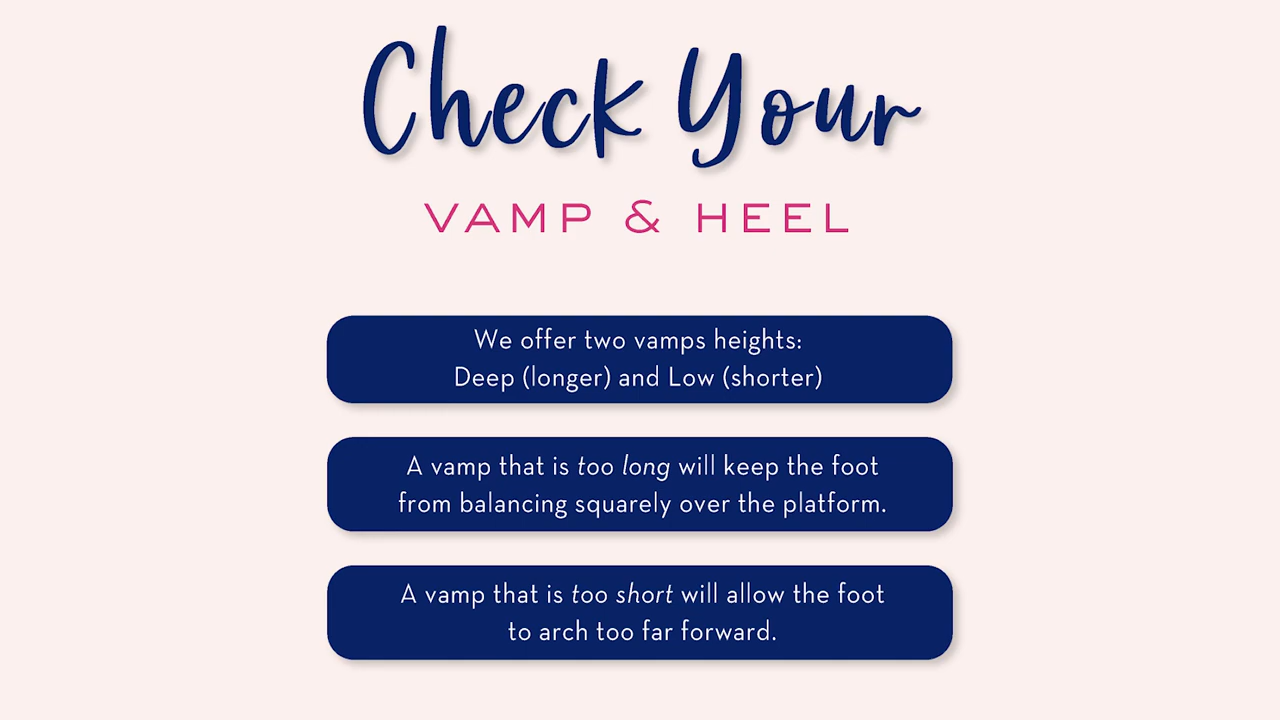 Check Your
VAMP & HEEL
We offer two vamps heights:
Deep (longer) and Low (shorter)
A vamp that is too long will keep the foot
from balancing squarely over the platform.
A vamp that is too short will allow the foot
to arch too far forward.